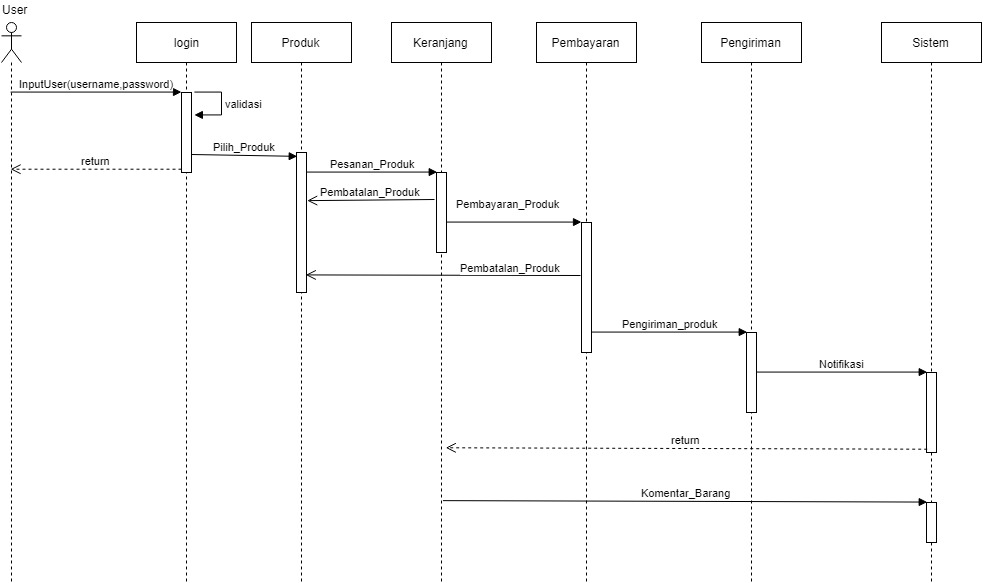 User
login
Produk
Keranjang
Pembayaran
Pengiriman
Sistem
InputUser(username,password)
validasi
Pilih_Produk
return
Pesanan_Produk
Pembatalan_Produk
Pembayaran_Produk
Pembatalan_Produk
Pengiriman_produk
Notifikasi
return
Komentar_Barang